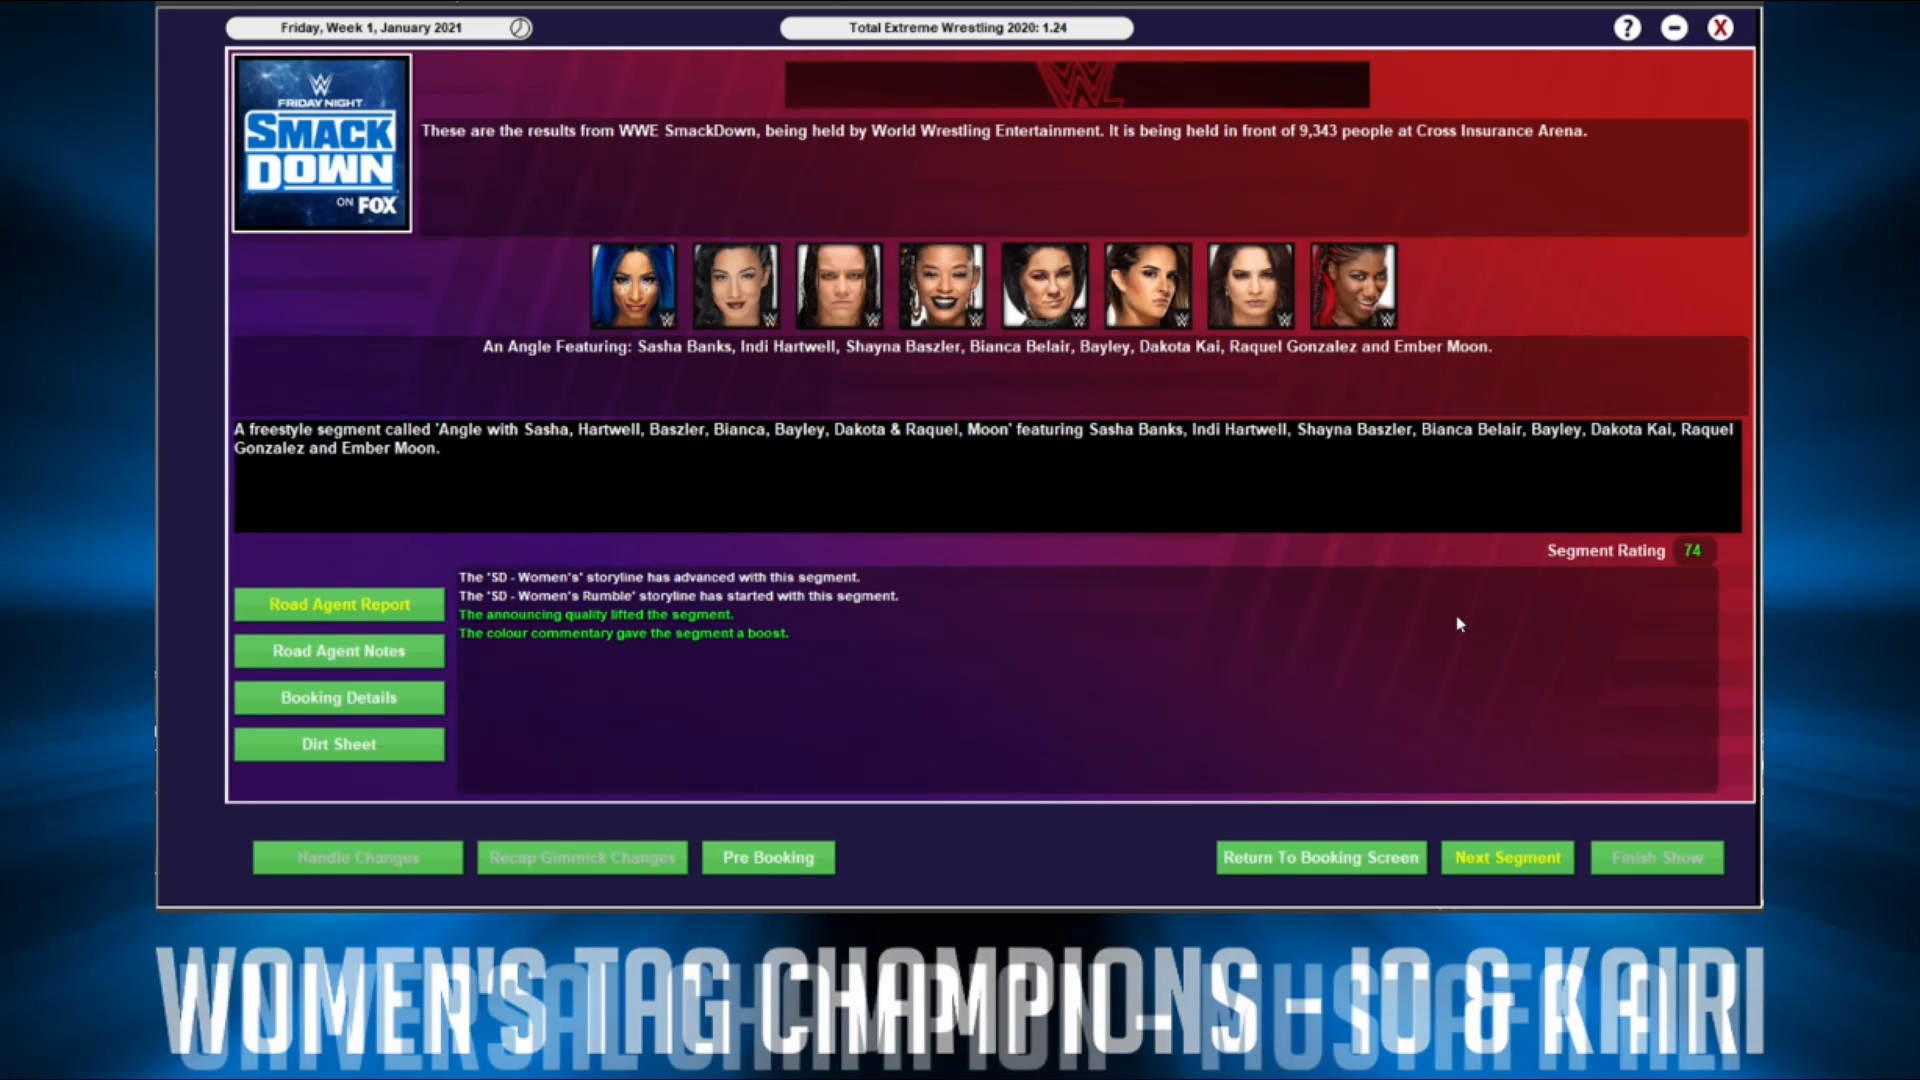 Friday, Week 1, January 2021
Total Extreme Wrestling 2020: 1.24
?
X
FRIDAY NIGHT
SMACK
DOWN
ON FOX
These are the results from WWE SmackDown, being held by World Wrestling Entertainment. It is being held in front of 9,343 people at Cross Insurance Arena.
An Angle Featuring: Sasha Banks, Indi Hartwell, Shayna Baszler, Bianca Belair, Bayley, Dakota Kai, Raquel Gonzalez and Ember Moon.
A freestyle segment called 'Angle with Sasha, Hartwell, Baszler, Bianca, Bayley, Dakota & Raquel, Moon' featuring Sasha Banks, Indi Hartwell, Shayna Baszler, Bianca Belair, Bayley, Dakota Kai, Raquel
Gonzalez and Ember Moon.
Segment Rating 74
The 'SD - Women's' storyline has advanced with this segment.
The 'SD - Women's Rumble' storyline has started with this segment.
The announcing quality lifted the segment.
The colour commentary gave the segment a boost.
Road Agent Report
Road Agent Notes
Booking Details
Dirt Sheet
Handle Changes
Recap Gimmick Changes
Pre Booking
Return To Booking Screen
Next Segment
Finish Show
WOMEN'S TAG CHAMPIONS - IO & KAIRI